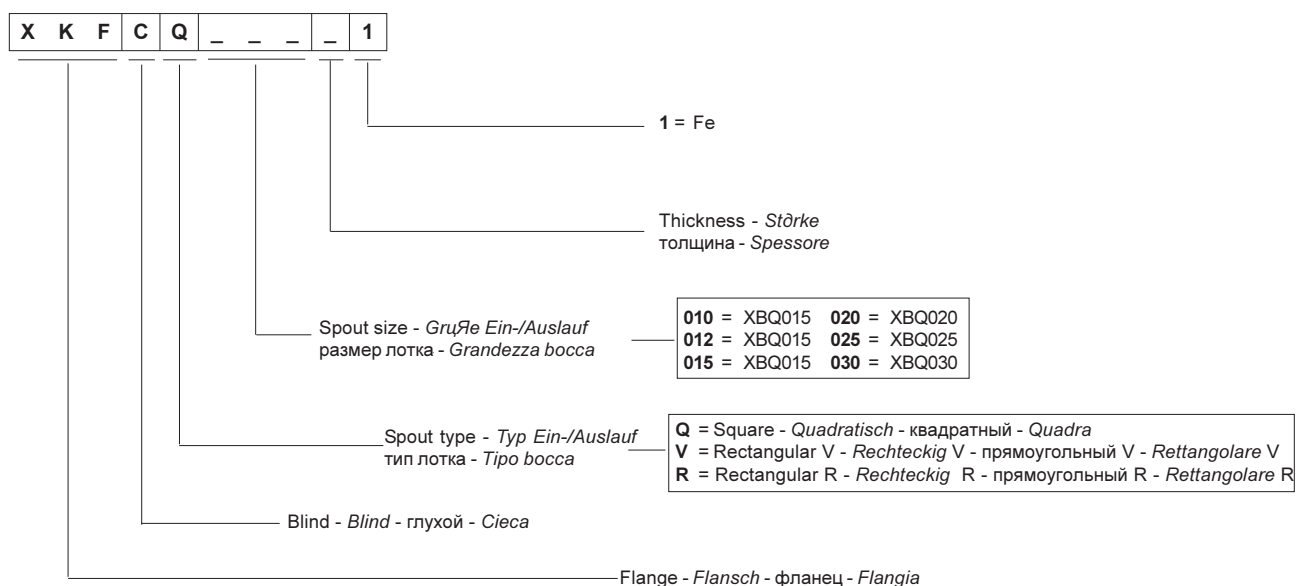 X K F C Q _ _ _ _ 1
1 = Fe
Thickness - Stðrke
толщина - Spessore
Spout size - GrцЯe Ein-/Auslauf
размер лотка - Grandezza bocca
010 = XBQ015 020 = XBQ020
012 = XBQ015 025 = XBQ025
015 = XBQ015 030 = XBQ030
Spout type - Typ Ein-/Auslauf
тип лотка - Tipo bocca
Q = Square - Quadratisch - квадратный - Quadra
V = Rectangular V - Rechteckig V - прямоугольный V - Rettangolare V
R = Rectangular R - Rechteckig R - прямоугольный R - Rettangolare R
Blind - Blind - глухой - Cieca
Flange - Flansch - фланец - Flangia